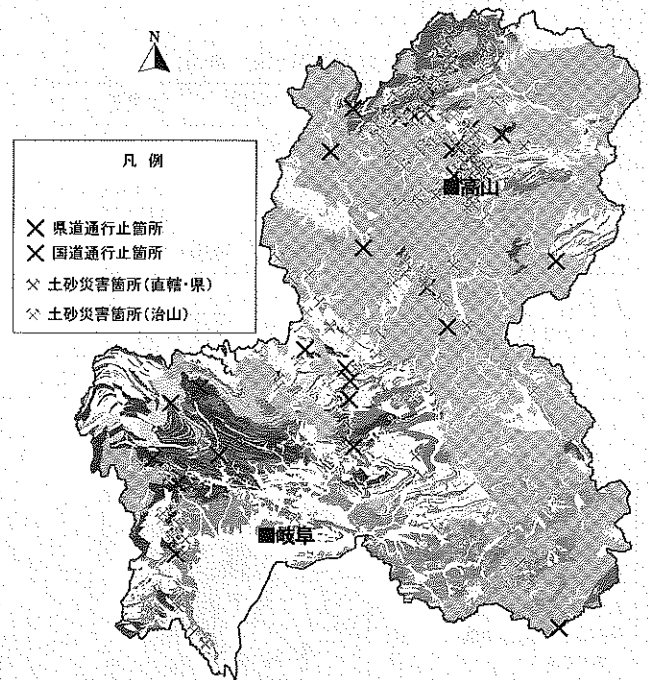 N
凡 例
県道通行止箇所
国道通行止箇所
土砂災害箇所(直轄・県)
土砂災害箇所(治山)
高山
岐阜